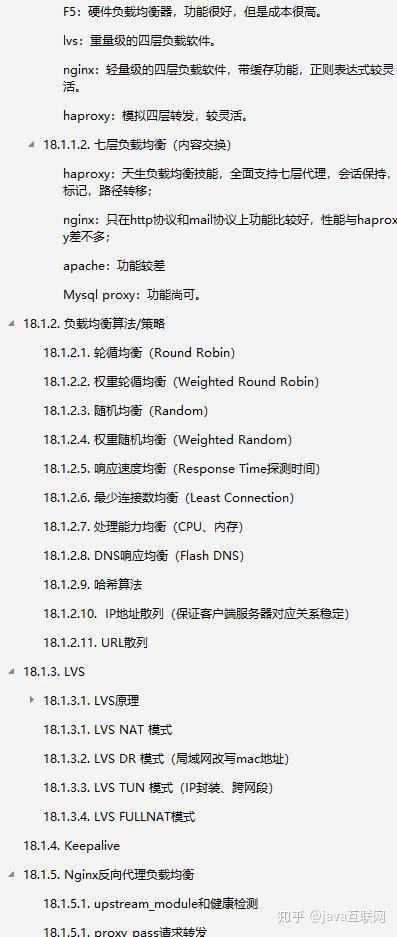 F5：硬件负载均衡器，功能很好，但是成本很高。
lvs：重量级的四层负载软件。
nginx：轻量级的四层负载软件，带缓存功能，正则表达式较灵
活。
haproxy：模拟四层转发，较灵活。
18.1.1.2. 七层负载均衡（内容交换）
haproxy：天生负载均衡技能，全面支持七层代理，会话保持，
标记，路径转移；
nginx：只在http协议和mail协议上功能比较好，性能与haprox
y差不多；
apache：功能较差
Mysql proxy：功能尚可。
18.1.2. 负载均衡算法/策略
18.1.2.1. 轮循均衡（Round Robin）
18.1.2.2. 权重轮循均衡（Weighted Round Robin）
18.1.2.3. 随机均衡（Random）
18.1.2.4. 权重随机均衡（Weighted Random）
18.1.2.5. 响应速度均衡（Response Time探测时间）
18.1.2.6. 最少连接数均衡（Least Connection）
18.1.2.7. 处理能力均衡（CPU、内存）
18.1.2.8. DNS响应均衡（Flash DNS）
18.1.2.9. 哈希算法
18.1.2.10. IP地址散列（保证客户端服务器对应关系稳定）
18.1.2.11. URL散列
18.1.3. LVS
18.1.3.1. LVS原理
18.1.3.1. LVS NAT 模式
18.1.3.2. LVS DR 模式（局域网改写mac地址）
18.1.3.3. LVS TUN 模式（IP封装、跨网段）
18.1.3.4. LVS FULLNAT模式
18.1.4. Keepalive
18.1.5. Nginx反向代理负载均衡
18.1.5.1. upstream_module和健康检测
18.1.5.1. proxy_pass请求转发
知乎 @java互联网